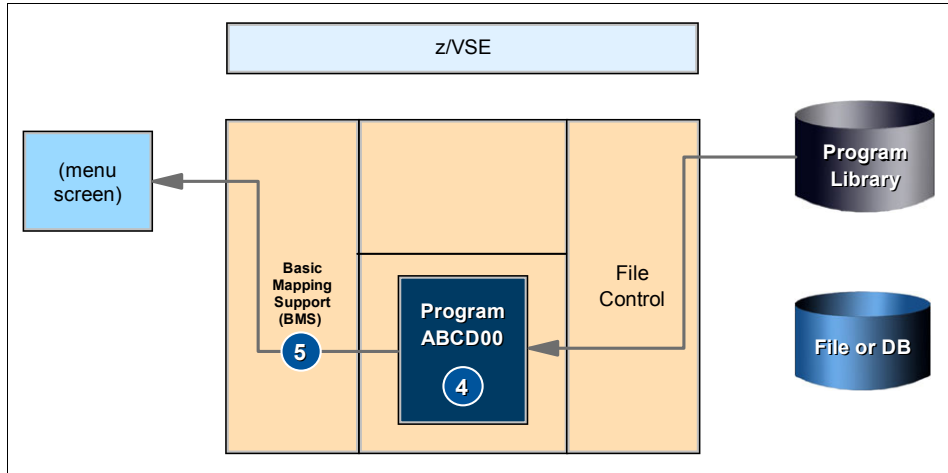 z/VSE
(menu
screen)
Program
Library
Basic
Mapping
Support
(BMS)
5
Program
ABCD00
4
File
Control
File or DB